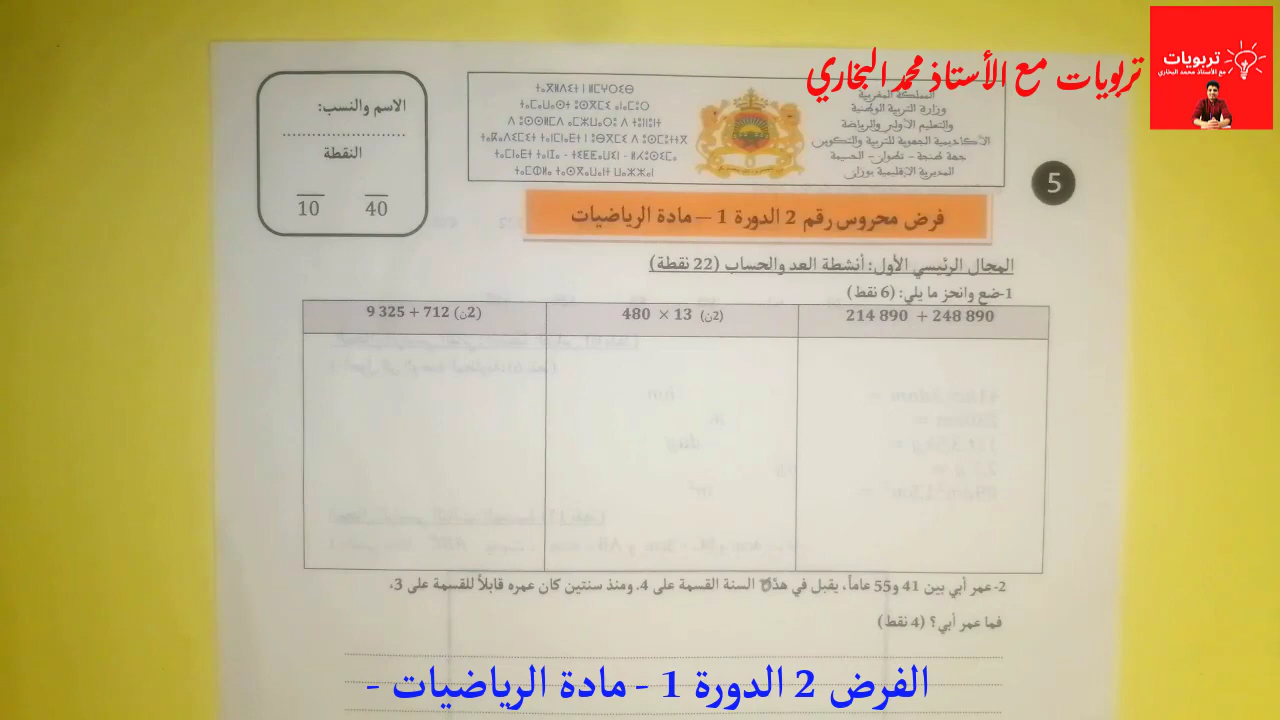 تربويات مع الأستاذ محمد البخاري
تربويات
مع الأستاذ محمد البخاري
المملكة المغربية
وزارة التربية الوطنية
والتعليم الأولي والرياضة
الأكاديمية الجهوية للتربية والتكوين
جهة طنجة - تطوان - الحسيمة
المديرية الإقليمية بوزان
الاسم والنسب:
النقطة
10 40
5
فرض محروس رقم 2 الدورة 1 – مادة الرياضيات
المجال الرئيسي الأول: أنشطة العد والحساب (22 نقطة)
1-ضع وانجز ما يلي: (6 نقط)
214 890 + 248 890
480 × 13 (2ن)
9 325 + 712 (2ن)
2- عمر أبي بين 41 و55 عاماً، يقبل في هذه السنة القسمة على 4. ومنذ سنتين كان عمره قابلاً للقسمة على 3،
فما عمر أبي؟ (4 نقط)
الفرض 2 الدورة 1 - مادة الرياضيات -